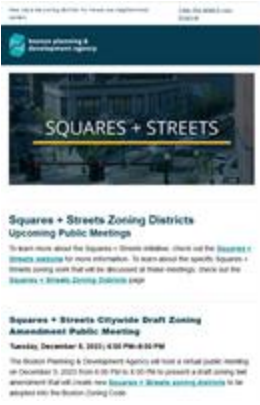 boston planning &
development agency
SQUARES + STREETS
Squares + Streets Zoning Districts
Upcoming Public Meetings
To learn more about the Squares + Streets initiative, check out the Squares +
Streets website for more information. To learn about the specific Squares +
Streets zoning work that will be discussed at these meetings, check out the
Squares + Streets Zoning Districts page
Squares + Streets Citywide Draft Zoning
Amendment Public Meeting
Tuesday, December 5, 2023 | 6:00 PM-8:00 PM
The Boston Planning & Development Agency will host a virtual public meeting
on December 5, 2023 from 6:00 PM to 8:00 PM to present a draft zoning text
amendment that will create new Squares + Streets zoning districts to be
adopted into the Boston Zoning Code.